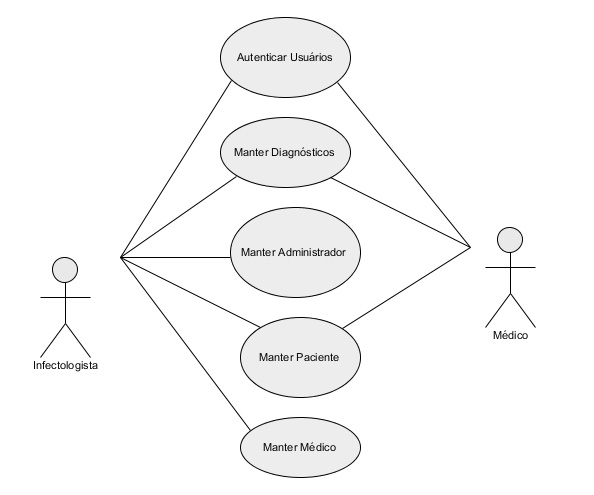 Autenticar Usuários
Manter Diagnósticos
Manter Administrador
Manter Paciente
Manter Médico
Infectologista
Médico